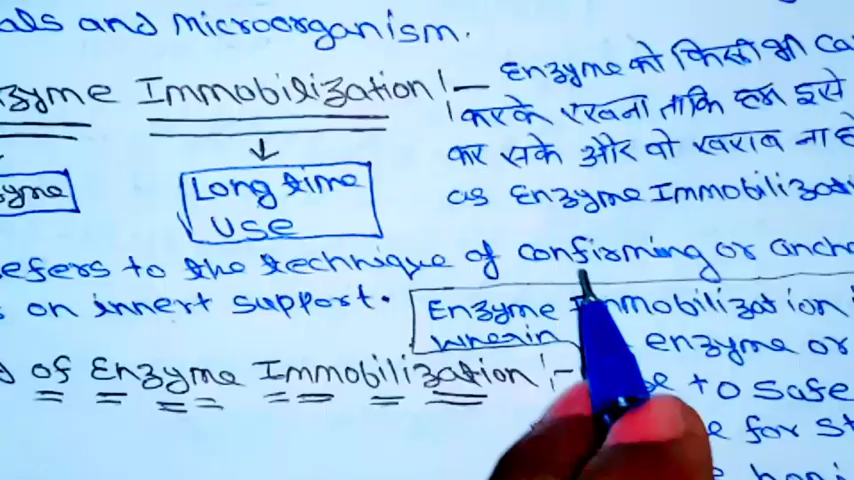 als and microorganism.
zyme Immobilization :- Enzyme को किसी भी Ca
करके रखना ताकि हम इसे
कर सके और वो खराब ना हो
as Enzyme Immobilizat
yme
Long time
use
efers to the technique of confirming or ancho
s on innert support.
Enzyme Immobilization
wherein enzyme or
of Enzyme Immobilization :-
to safe
for st